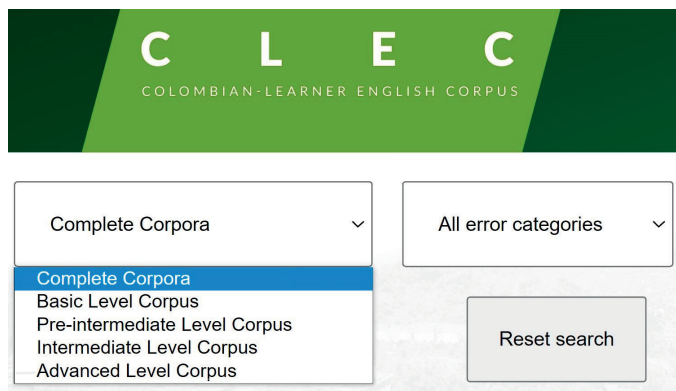 C L E C
COLOMBIAN-LEARNER ENGLISH CORPUS
Complete Corpora
All error categories
Complete Corpora
Basic Level Corpus
Pre-intermediate Level Corpus
Intermediate Level Corpus
Advanced Level Corpus
Reset search